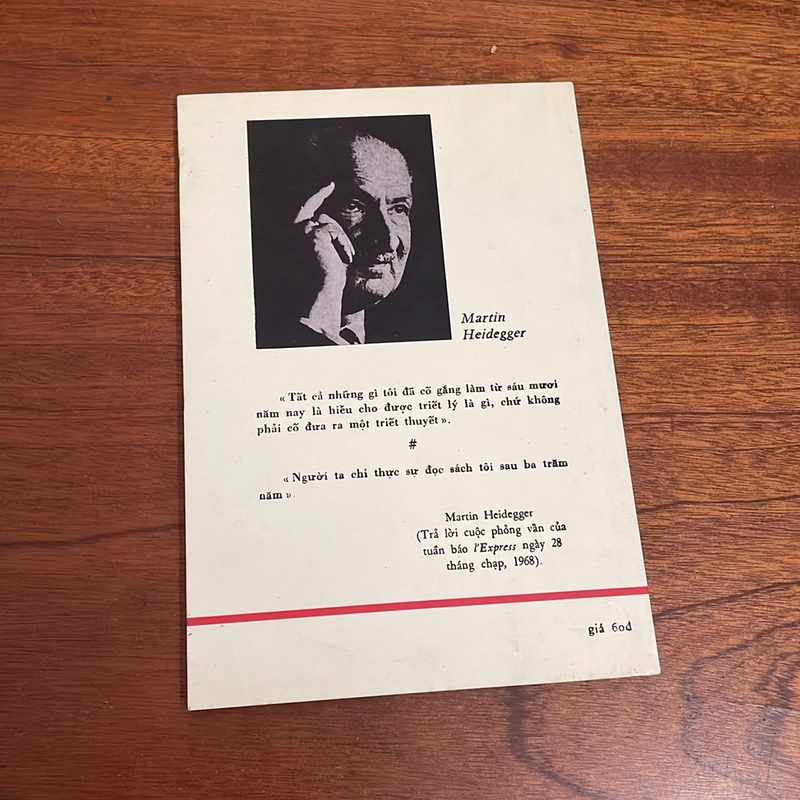 Martin
Heidegger
« Tất cả những gì tôi đã cố gắng làm từ sáu mươi
năm nay là hiểu cho được triết lý là gì, chứ không
phải cố đưa ra một triết thuyết ».
#
« Người ta chỉ thực sự đọc sách tôi sau ba trăm
năm ».
Martin Heidegger
(Trả lời cuộc phỏng vấn của
tuần báo l'Express ngày 28
tháng chạp, 1968).
giá 60đ